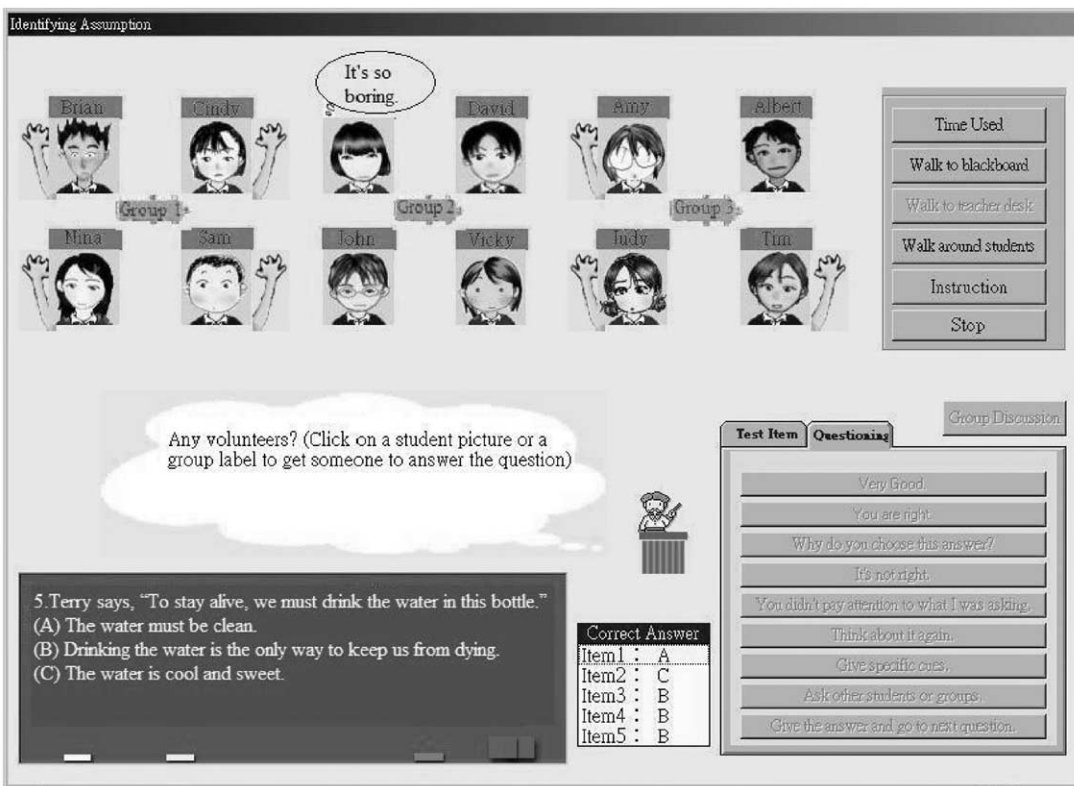 Identifying Assumption
It's so
boring.
Brian
Cindy
David
Amy
Albert
Group 1
Group 2
Group 3
Nina
Sam
John
Vicky
Judy
Tim
Time Used
Walk to blackboard
Walk to teacher desk
Walk around students
Instruction
Stop
Any volunteers? (Click on a student picture or a
group label to get someone to answer the question)
Group Discussion
Test Item
Questioning
Very Good.
You are right.
Why do you choose this answer?
It's not right.
You didn't pay attention to what I was asking.
Think about it again.
Give specific cues.
Ask other students or groups.
Give the answer and go to next question.
5.Terry says, “To stay alive, we must drink the water in this bottle.”
(A) The water must be clean.
(B) Drinking the water is the only way to keep us from dying.
(C) The water is cool and sweet.
Correct Answer
Item1： A
Item2： C
Item3： B
Item4： B
Item5： B